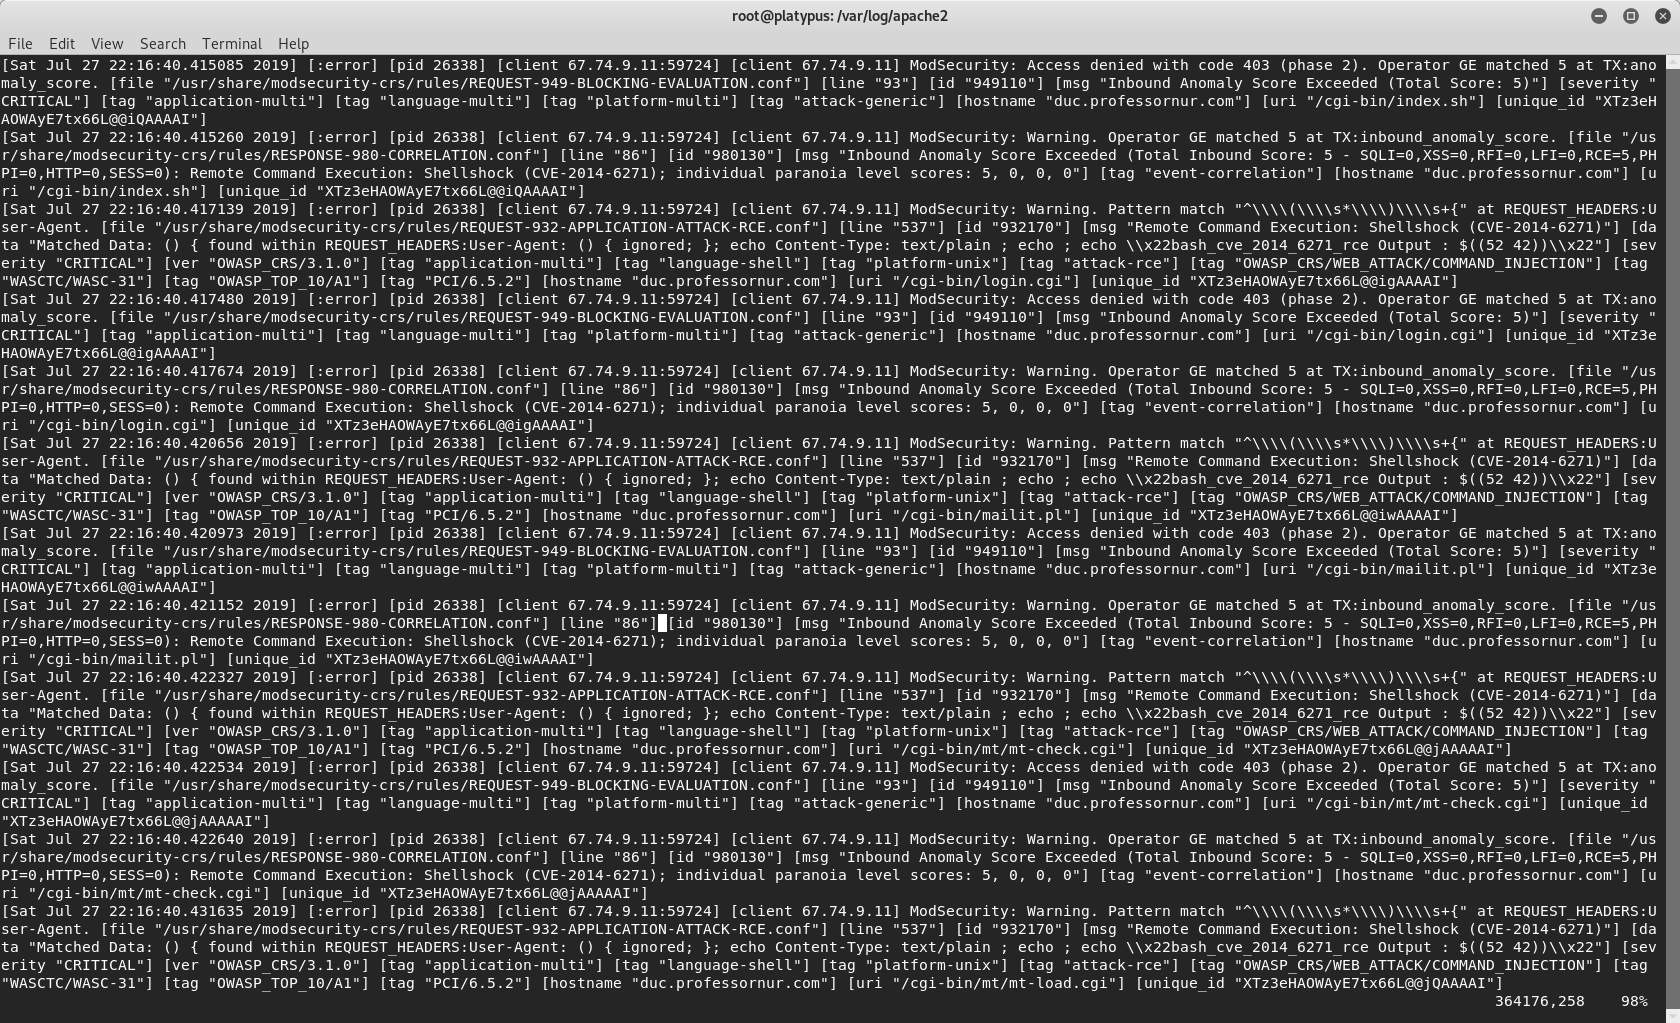 root@platypus: /var/log/apache2
File Edit View Search Terminal Help
[Sat Jul 27 22:16:40.415085 2019] [:error] [pid 26338] [client 67.74.9.11:59724] [client 67.74.9.11] ModSecurity: Access denied with code 403 (phase 2). Operator GE matched 5 at TX:ano
maly_score. [file "/usr/share/modsecurity-crs/rules/REQUEST-949-BLOCKING-EVALUATION.conf"] [line "93"] [id "949110"] [msg "Inbound Anomaly Score Exceeded (Total Score: 5)"] [severity "
CRITICAL"] [tag "application-multi"] [tag "language-multi"] [tag "platform-multi"] [tag "attack-generic"] [hostname "duc.professornur.com"] [uri "/cgi-bin/index.sh"] [unique_id "XTz3eH
AOWAyE7tx66L@@iQAAAAI"]
[Sat Jul 27 22:16:40.415260 2019] [:error] [pid 26338] [client 67.74.9.11:59724] [client 67.74.9.11] ModSecurity: Warning. Operator GE matched 5 at TX:inbound_anomaly_score. [file "/us
r/share/modsecurity-crs/rules/RESPONSE-980-CORRELATION.conf"] [line "86"] [id "980130"] [msg "Inbound Anomaly Score Exceeded (Total Inbound Score: 5 - SQLI=0,XSS=0,RFI=0,LFI=0,RCE=5,PH
PI=0,HTTP=0,SESS=0): Remote Command Execution: Shellshock (CVE-2014-6271); individual paranoia level scores: 5, 0, 0, 0"] [tag "event-correlation"] [hostname "duc.professornur.com"] [u
ri "/cgi-bin/index.sh"] [unique_id "XTz3eHAOWAyE7tx66L@@iQAAAAI"]
[Sat Jul 27 22:16:40.417139 2019] [:error] [pid 26338] [client 67.74.9.11:59724] [client 67.74.9.11] ModSecurity: Warning. Pattern match "^\\\\(\\\\s*\\\\)\\\\s+{" at REQUEST_HEADERS:U
ser-Agent. [file "/usr/share/modsecurity-crs/rules/REQUEST-932-APPLICATION-ATTACK-RCE.conf"] [line "537"] [id "932170"] [msg "Remote Command Execution: Shellshock (CVE-2014-6271)"] [da
ta "Matched Data: () { found within REQUEST_HEADERS:User-Agent: () { ignored; }; echo Content-Type: text/plain ; echo ; echo \\x22bash_cve_2014_6271_rce Output : $((52 42))\\x22"] [sev
erity "CRITICAL"] [ver "OWASP_CRS/3.1.0"] [tag "application-multi"] [tag "language-shell"] [tag "platform-unix"] [tag "attack-rce"] [tag "OWASP_CRS/WEB_ATTACK/COMMAND_INJECTION"] [tag 
"WASCTC/WASC-31"] [tag "OWASP_TOP_10/A1"] [tag "PCI/6.5.2"] [hostname "duc.professornur.com"] [uri "/cgi-bin/login.cgi"] [unique_id "XTz3eHAOWAyE7tx66L@@igAAAAI"]
[Sat Jul 27 22:16:40.417480 2019] [:error] [pid 26338] [client 67.74.9.11:59724] [client 67.74.9.11] ModSecurity: Access denied with code 403 (phase 2). Operator GE matched 5 at TX:ano
maly_score. [file "/usr/share/modsecurity-crs/rules/REQUEST-949-BLOCKING-EVALUATION.conf"] [line "93"] [id "949110"] [msg "Inbound Anomaly Score Exceeded (Total Score: 5)"] [severity "
CRITICAL"] [tag "application-multi"] [tag "language-multi"] [tag "platform-multi"] [tag "attack-generic"] [hostname "duc.professornur.com"] [uri "/cgi-bin/login.cgi"] [unique_id "XTz3e
HAOWAyE7tx66L@@igAAAAI"]
[Sat Jul 27 22:16:40.417674 2019] [:error] [pid 26338] [client 67.74.9.11:59724] [client 67.74.9.11] ModSecurity: Warning. Operator GE matched 5 at TX:inbound_anomaly_score. [file "/us
r/share/modsecurity-crs/rules/RESPONSE-980-CORRELATION.conf"] [line "86"] [id "980130"] [msg "Inbound Anomaly Score Exceeded (Total Inbound Score: 5 - SQLI=0,XSS=0,RFI=0,LFI=0,RCE=5,PH
PI=0,HTTP=0,SESS=0): Remote Command Execution: Shellshock (CVE-2014-6271); individual paranoia level scores: 5, 0, 0, 0"] [tag "event-correlation"] [hostname "duc.professornur.com"] [u
ri "/cgi-bin/login.cgi"] [unique_id "XTz3eHAOWAyE7tx66L@@igAAAAI"]
[Sat Jul 27 22:16:40.420656 2019] [:error] [pid 26338] [client 67.74.9.11:59724] [client 67.74.9.11] ModSecurity: Warning. Pattern match "^\\\\(\\\\s*\\\\)\\\\s+{" at REQUEST_HEADERS:U
ser-Agent. [file "/usr/share/modsecurity-crs/rules/REQUEST-932-APPLICATION-ATTACK-RCE.conf"] [line "537"] [id "932170"] [msg "Remote Command Execution: Shellshock (CVE-2014-6271)"] [da
ta "Matched Data: () { found within REQUEST_HEADERS:User-Agent: () { ignored; }; echo Content-Type: text/plain ; echo ; echo \\x22bash_cve_2014_6271_rce Output : $((52 42))\\x22"] [sev
erity "CRITICAL"] [ver "OWASP_CRS/3.1.0"] [tag "application-multi"] [tag "language-shell"] [tag "platform-unix"] [tag "attack-rce"] [tag "OWASP_CRS/WEB_ATTACK/COMMAND_INJECTION"] [tag 
"WASCTC/WASC-31"] [tag "OWASP_TOP_10/A1"] [tag "PCI/6.5.2"] [hostname "duc.professornur.com"] [uri "/cgi-bin/mailit.pl"] [unique_id "XTz3eHAOWAyE7tx66L@@iwAAAAI"]
[Sat Jul 27 22:16:40.420973 2019] [:error] [pid 26338] [client 67.74.9.11:59724] [client 67.74.9.11] ModSecurity: Access denied with code 403 (phase 2). Operator GE matched 5 at TX:ano
maly_score. [file "/usr/share/modsecurity-crs/rules/REQUEST-949-BLOCKING-EVALUATION.conf"] [line "93"] [id "949110"] [msg "Inbound Anomaly Score Exceeded (Total Score: 5)"] [severity "
CRITICAL"] [tag "application-multi"] [tag "language-multi"] [tag "platform-multi"] [tag "attack-generic"] [hostname "duc.professornur.com"] [uri "/cgi-bin/mailit.pl"] [unique_id "XTz3e
HAOWAyE7tx66L@@iwAAAAI"]
[Sat Jul 27 22:16:40.421152 2019] [:error] [pid 26338] [client 67.74.9.11:59724] [client 67.74.9.11] ModSecurity: Warning. Operator GE matched 5 at TX:inbound_anomaly_score. [file "/us
r/share/modsecurity-crs/rules/RESPONSE-980-CORRELATION.conf"] [line "86"] [id "980130"] [msg "Inbound Anomaly Score Exceeded (Total Inbound Score: 5 - SQLI=0,XSS=0,RFI=0,LFI=0,RCE=5,PH
PI=0,HTTP=0,SESS=0): Remote Command Execution: Shellshock (CVE-2014-6271); individual paranoia level scores: 5, 0, 0, 0"] [tag "event-correlation"] [hostname "duc.professornur.com"] [u
ri "/cgi-bin/mailit.pl"] [unique_id "XTz3eHAOWAyE7tx66L@@iwAAAAI"]
[Sat Jul 27 22:16:40.422327 2019] [:error] [pid 26338] [client 67.74.9.11:59724] [client 67.74.9.11] ModSecurity: Warning. Pattern match "^\\\\(\\\\s*\\\\)\\\\s+{" at REQUEST_HEADERS:U
ser-Agent. [file "/usr/share/modsecurity-crs/rules/REQUEST-932-APPLICATION-ATTACK-RCE.conf"] [line "537"] [id "932170"] [msg "Remote Command Execution: Shellshock (CVE-2014-6271)"] [da
ta "Matched Data: () { found within REQUEST_HEADERS:User-Agent: () { ignored; }; echo Content-Type: text/plain ; echo ; echo \\x22bash_cve_2014_6271_rce Output : $((52 42))\\x22"] [sev
erity "CRITICAL"] [ver "OWASP_CRS/3.1.0"] [tag "application-multi"] [tag "language-shell"] [tag "platform-unix"] [tag "attack-rce"] [tag "OWASP_CRS/WEB_ATTACK/COMMAND_INJECTION"] [tag 
"WASCTC/WASC-31"] [tag "OWASP_TOP_10/A1"] [tag "PCI/6.5.2"] [hostname "duc.professornur.com"] [uri "/cgi-bin/mt/mt-check.cgi"] [unique_id "XTz3eHAOWAyE7tx66L@@jAAAAAI"]
[Sat Jul 27 22:16:40.422534 2019] [:error] [pid 26338] [client 67.74.9.11:59724] [client 67.74.9.11] ModSecurity: Access denied with code 403 (phase 2). Operator GE matched 5 at TX:ano
maly_score. [file "/usr/share/modsecurity-crs/rules/REQUEST-949-BLOCKING-EVALUATION.conf"] [line "93"] [id "949110"] [msg "Inbound Anomaly Score Exceeded (Total Score: 5)"] [severity "
CRITICAL"] [tag "application-multi"] [tag "language-multi"] [tag "platform-multi"] [tag "attack-generic"] [hostname "duc.professornur.com"] [uri "/cgi-bin/mt/mt-check.cgi"] [unique_id 
"XTz3eHAOWAyE7tx66L@@jAAAAAI"]
[Sat Jul 27 22:16:40.422640 2019] [:error] [pid 26338] [client 67.74.9.11:59724] [client 67.74.9.11] ModSecurity: Warning. Operator GE matched 5 at TX:inbound_anomaly_score. [file "/us
r/share/modsecurity-crs/rules/RESPONSE-980-CORRELATION.conf"] [line "86"] [id "980130"] [msg "Inbound Anomaly Score Exceeded (Total Inbound Score: 5 - SQLI=0,XSS=0,RFI=0,LFI=0,RCE=5,PH
PI=0,HTTP=0,SESS=0): Remote Command Execution: Shellshock (CVE-2014-6271); individual paranoia level scores: 5, 0, 0, 0"] [tag "event-correlation"] [hostname "duc.professornur.com"] [u
ri "/cgi-bin/mt/mt-check.cgi"] [unique_id "XTz3eHAOWAyE7tx66L@@jAAAAAI"]
[Sat Jul 27 22:16:40.431635 2019] [:error] [pid 26338] [client 67.74.9.11:59724] [client 67.74.9.11] ModSecurity: Warning. Pattern match "^\\\\(\\\\s*\\\\)\\\\s+{" at REQUEST_HEADERS:U
ser-Agent. [file "/usr/share/modsecurity-crs/rules/REQUEST-932-APPLICATION-ATTACK-RCE.conf"] [line "537"] [id "932170"] [msg "Remote Command Execution: Shellshock (CVE-2014-6271)"] [da
ta "Matched Data: () { found within REQUEST_HEADERS:User-Agent: () { ignored; }; echo Content-Type: text/plain ; echo ; echo \\x22bash_cve_2014_6271_rce Output : $((52 42))\\x22"] [sev
erity "CRITICAL"] [ver "OWASP_CRS/3.1.0"] [tag "application-multi"] [tag "language-shell"] [tag "platform-unix"] [tag "attack-rce"] [tag "OWASP_CRS/WEB_ATTACK/COMMAND_INJECTION"] [tag 
"WASCTC/WASC-31"] [tag "OWASP_TOP_10/A1"] [tag "PCI/6.5.2"] [hostname "duc.professornur.com"] [uri "/cgi-bin/mt/mt-load.cgi"] [unique_id "XTz3eHAOWAyE7tx66L@@jQAAAAI"]
364176,258 98%